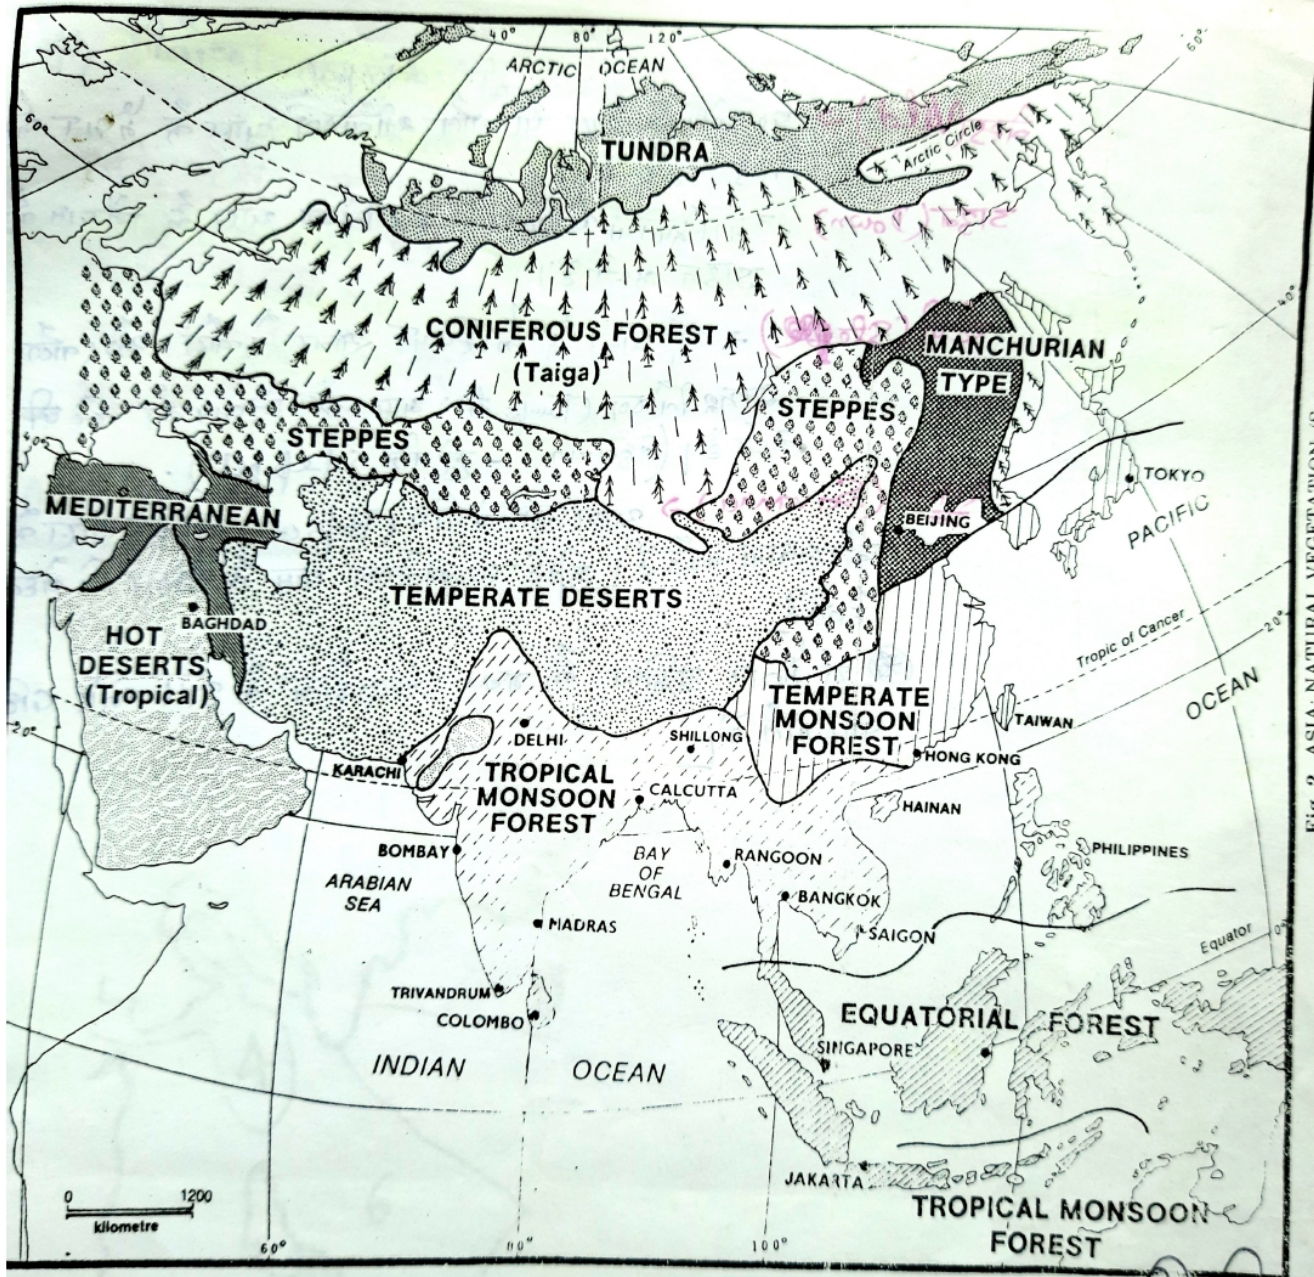 40° 80° 120°
60°
ARCTIC OCEAN
60°
TUNDRA
Arctic Circle
(Down)
CONIFEROUS FOREST
(Taiga)
40°
MANCHURIAN
TYPE
STEPPES
STEPPES
40°
TOKYO
MEDITERRANEAN
BEIJING
PACIFIC
TEMPERATE DESERTS
BAGHDAD
HOT
DESERTS
(Tropical)
Tropic of Cancer
20°
OCEAN
TEMPERATE
MONSOON
FOREST
TAIWAN
20°
DELHI
SHILLONG
HONG KONG
KARACHI
TROPICAL
MONSOON
FOREST
CALCUTTA
HAINAN
BOMBAY
BAY
OF
BENGAL
RANGOON
PHILIPPINES
ARABIAN
SEA
BANGKOK
MADRAS
SAIGON
Equator
0°
TRIVANDRUM
COLOMBO
EQUATORIAL FOREST
SINGAPORE
INDIAN OCEAN
JAKARTA
0 1200
kilometre
TROPICAL MONSOON
FOREST
60° 80° 100°
ASIA NATURAL VEGETATION